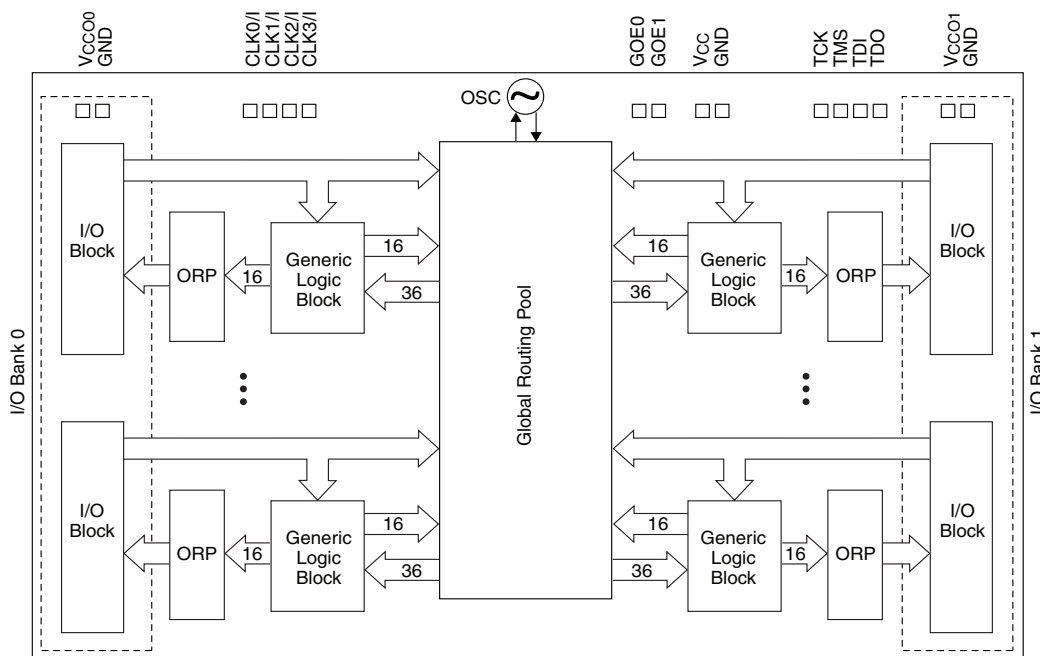 VCCO0
GND
CLK0/I
CLK1/I
CLK2/I
CLK3/I
GOE0
GOE1
VCC
GND
TCK
TMS
TDI
TDO
VCCO1
GND
OSC
I/O Bank 0
I/O
Block
ORP
16
Generic
Logic
Block
16
36
Global Routing Pool
16
36
Generic
Logic
Block
16
ORP
I/O
Block
I/O Bank 1
I/O
Block
ORP
16
Generic
Logic
Block
16
36
16
36
Generic
Logic
Block
16
ORP
I/O
Block